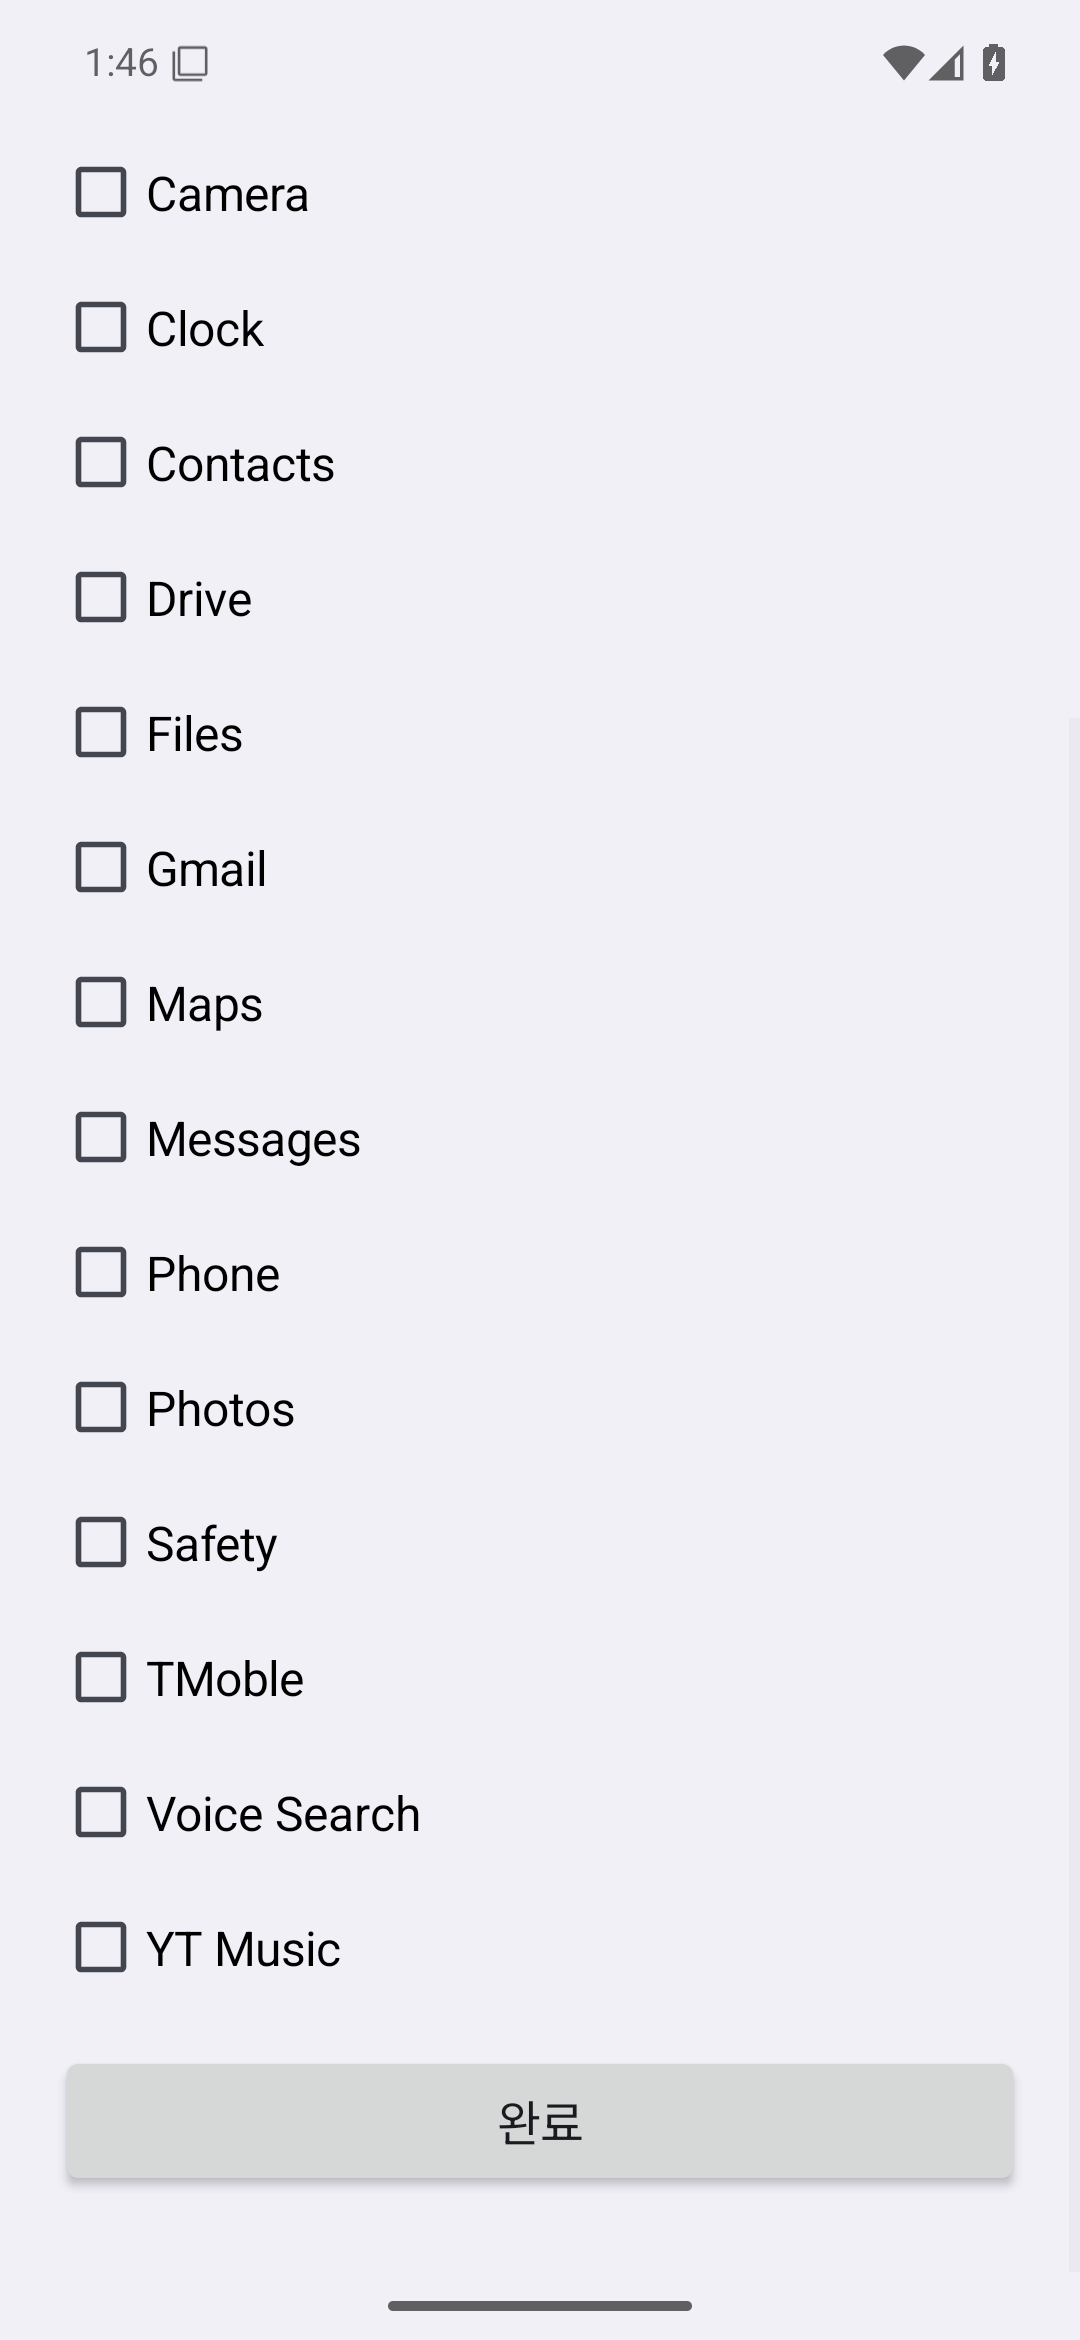 1:46
Camera
Clock
Contacts
Drive
Files
Gmail
Maps
Messages
Phone
Photos
Safety
TMoble
Voice Search
YT Music
완료